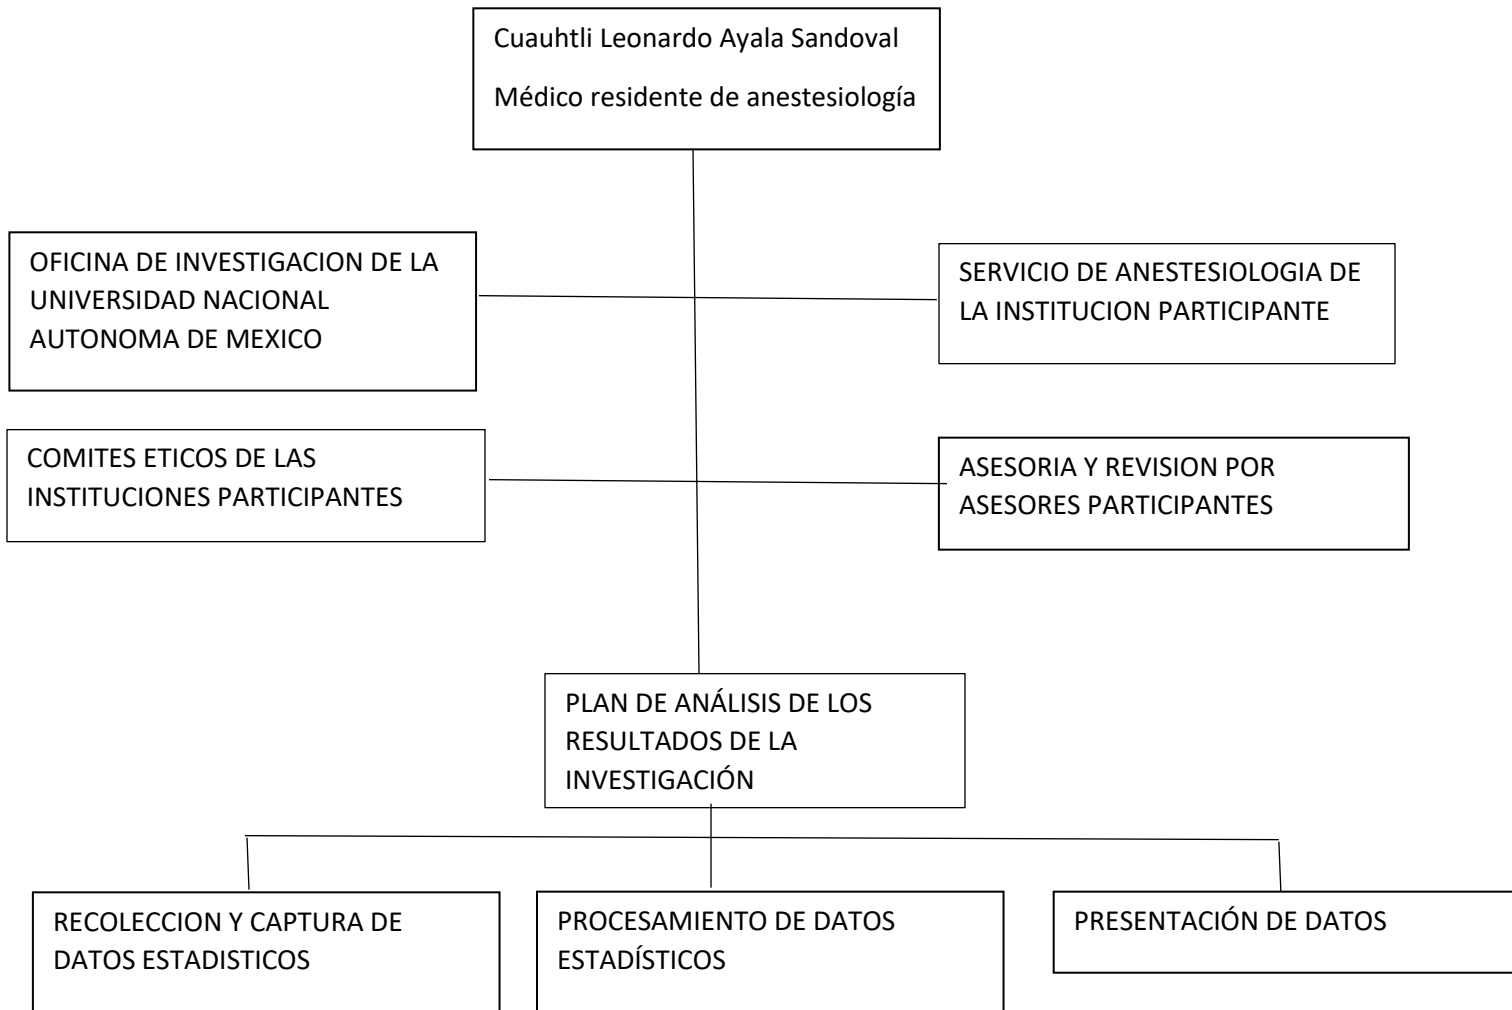 Cuauhtli Leonardo Ayala Sandoval
Médico residente de anestesiología
OFICINA DE INVESTIGACION DE LA
UNIVERSIDAD NACIONAL
AUTONOMA DE MEXICO
SERVICIO DE ANESTESIOLOGIA DE
LA INSTITUCION PARTICIPANTE
COMITES ETICOS DE LAS
INSTITUCIONES PARTICIPANTES
ASESORIA Y REVISION POR
ASESORES PARTICIPANTES
PLAN DE ANÁLISIS DE LOS
RESULTADOS DE LA
INVESTIGACIÓN
RECOLECCION Y CAPTURA DE
DATOS ESTADISTICOS
PROCESAMIENTO DE DATOS
ESTADÍSTICOS
PRESENTACIÓN DE DATOS